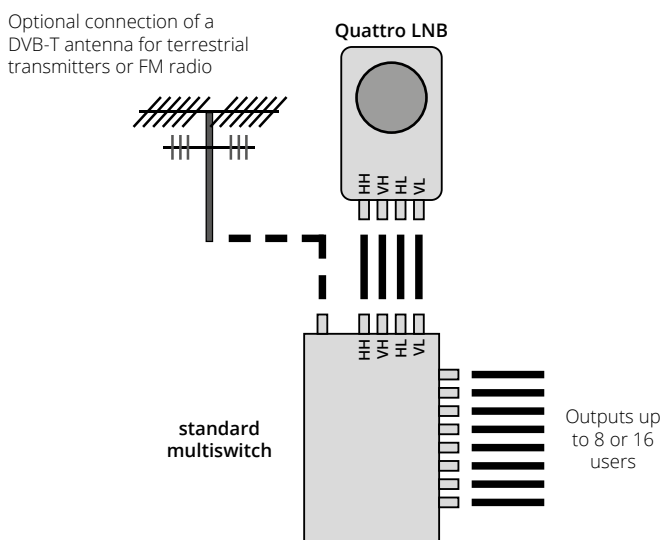 Optional connection of a
DVB-T antenna for terrestrial
transmitters or FM radio
Quattro LNB
HH
VH
HL
VL
HH
VH
HL
VL
standard
multiswitch
Outputs up
to 8 or 16
users